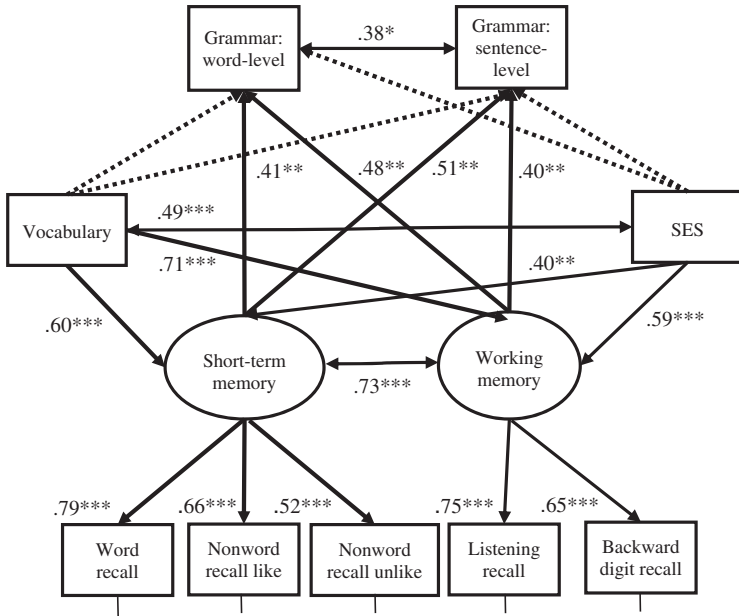 Grammar:
word-level
.38*
Grammar:
sentence-
level
.41**
.48**
.51**
.40**
Vocabulary
.49***
SES
.71***
.40**
.60***
.59***
Short-term
memory
.73***
Working
memory
.79***
.66***
.52***
.75***
.65***
Word
recall
Nonword
recall like
Nonword
recall unlike
Listening
recall
Backward
digit recall